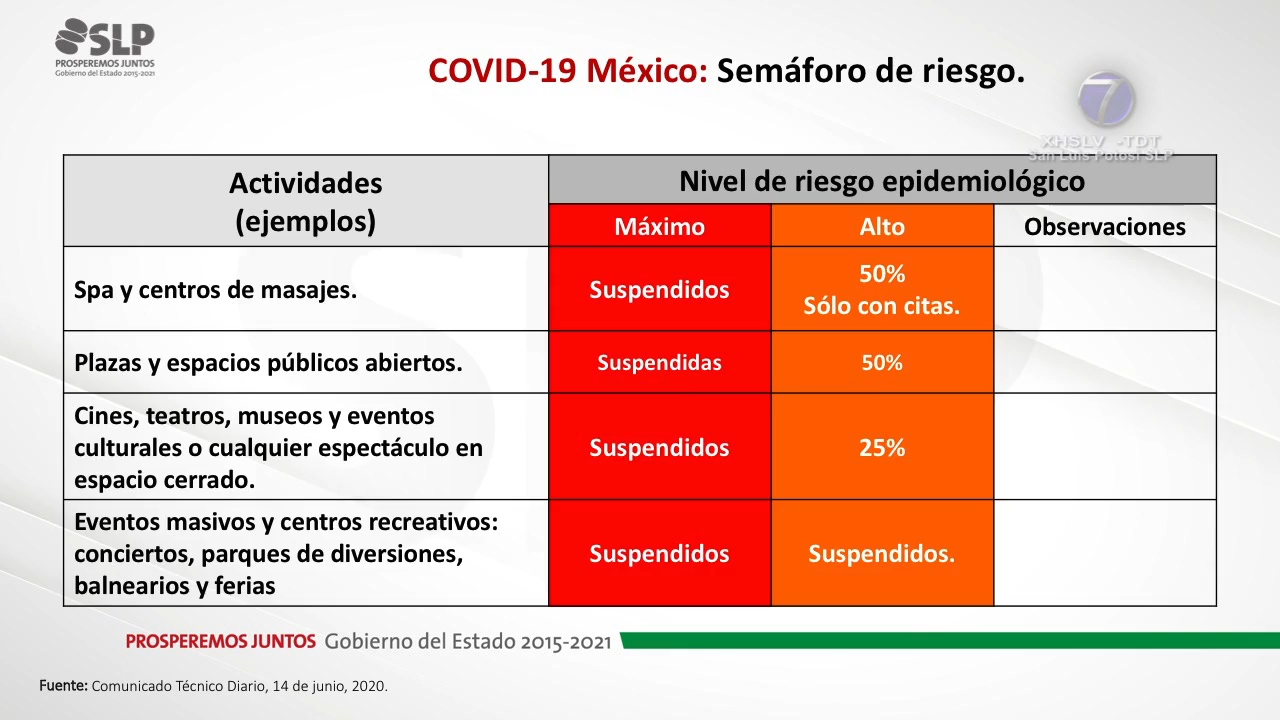 SLP
PROSPEREMOS JUNTOS
Gobierno del Estado 2015-2021
COVID-19 México: Semáforo de riesgo.
7
XHSLV -TDT
San Luis Potosí SLP
Actividades
(ejemplos)
Nivel de riesgo epidemiológico
Máximo
Alto
Observaciones
Spa y centros de masajes.
Suspendidos
50%
Sólo con citas.
Plazas y espacios públicos abiertos.
Suspendidas
50%
Cines, teatros, museos y eventos
culturales o cualquier espectáculo en
espacio cerrado.
Suspendidos
25%
Eventos masivos y centros recreativos:
conciertos, parques de diversiones,
balnearios y ferias
Suspendidos
Suspendidos.
PROSPEREMOS JUNTOS Gobierno del Estado 2015-2021
Fuente: Comunicado Técnico Diario, 14 de junio, 2020.